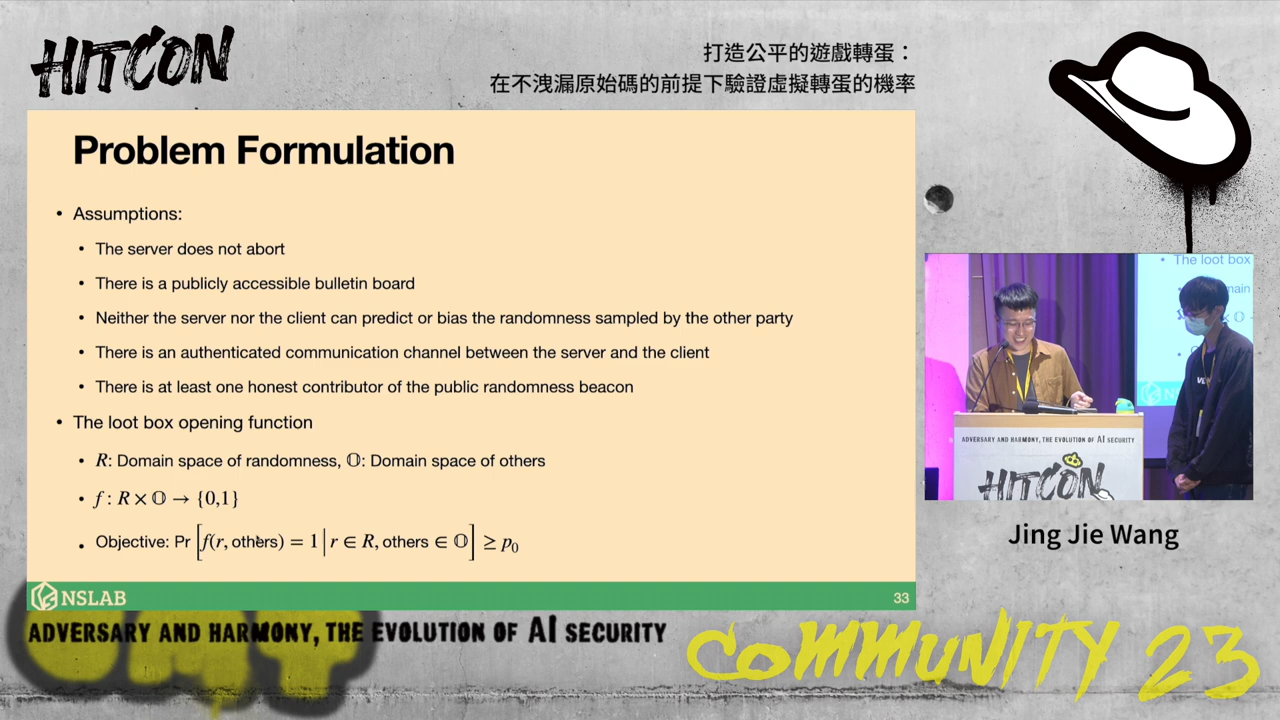 HITCON
打造公平的遊戲轉蛋：
在不洩漏原始碼的前提下驗證虛擬轉蛋的機率
Problem Formulation
• Assumptions:
• The server does not abort
• There is a publicly accessible bulletin board
• Neither the server nor the client can predict or bias the randomness sampled by the other party
• There is an authenticated communication channel between the server and the client
• There is at least one honest contributor of the public randomness beacon
• The loot box opening function
• R: Domain space of randomness, 𝕆: Domain space of others
• f : R × 𝕆 → {0,1}
• Objective: Pr [f(r, others) = 1 | r ∈ R, others ∈ 𝕆] ≥ p₀
NSLAB
33
• The loot box
main
NS
ADVERSARY AND HARMONY, THE EVOLUTION OF AI SECURITY
HITCON
Jing Jie Wang
ADVERSARY AND HARMONY, THE EVOLUTION OF AI SECURITY
COMMUNITY 23